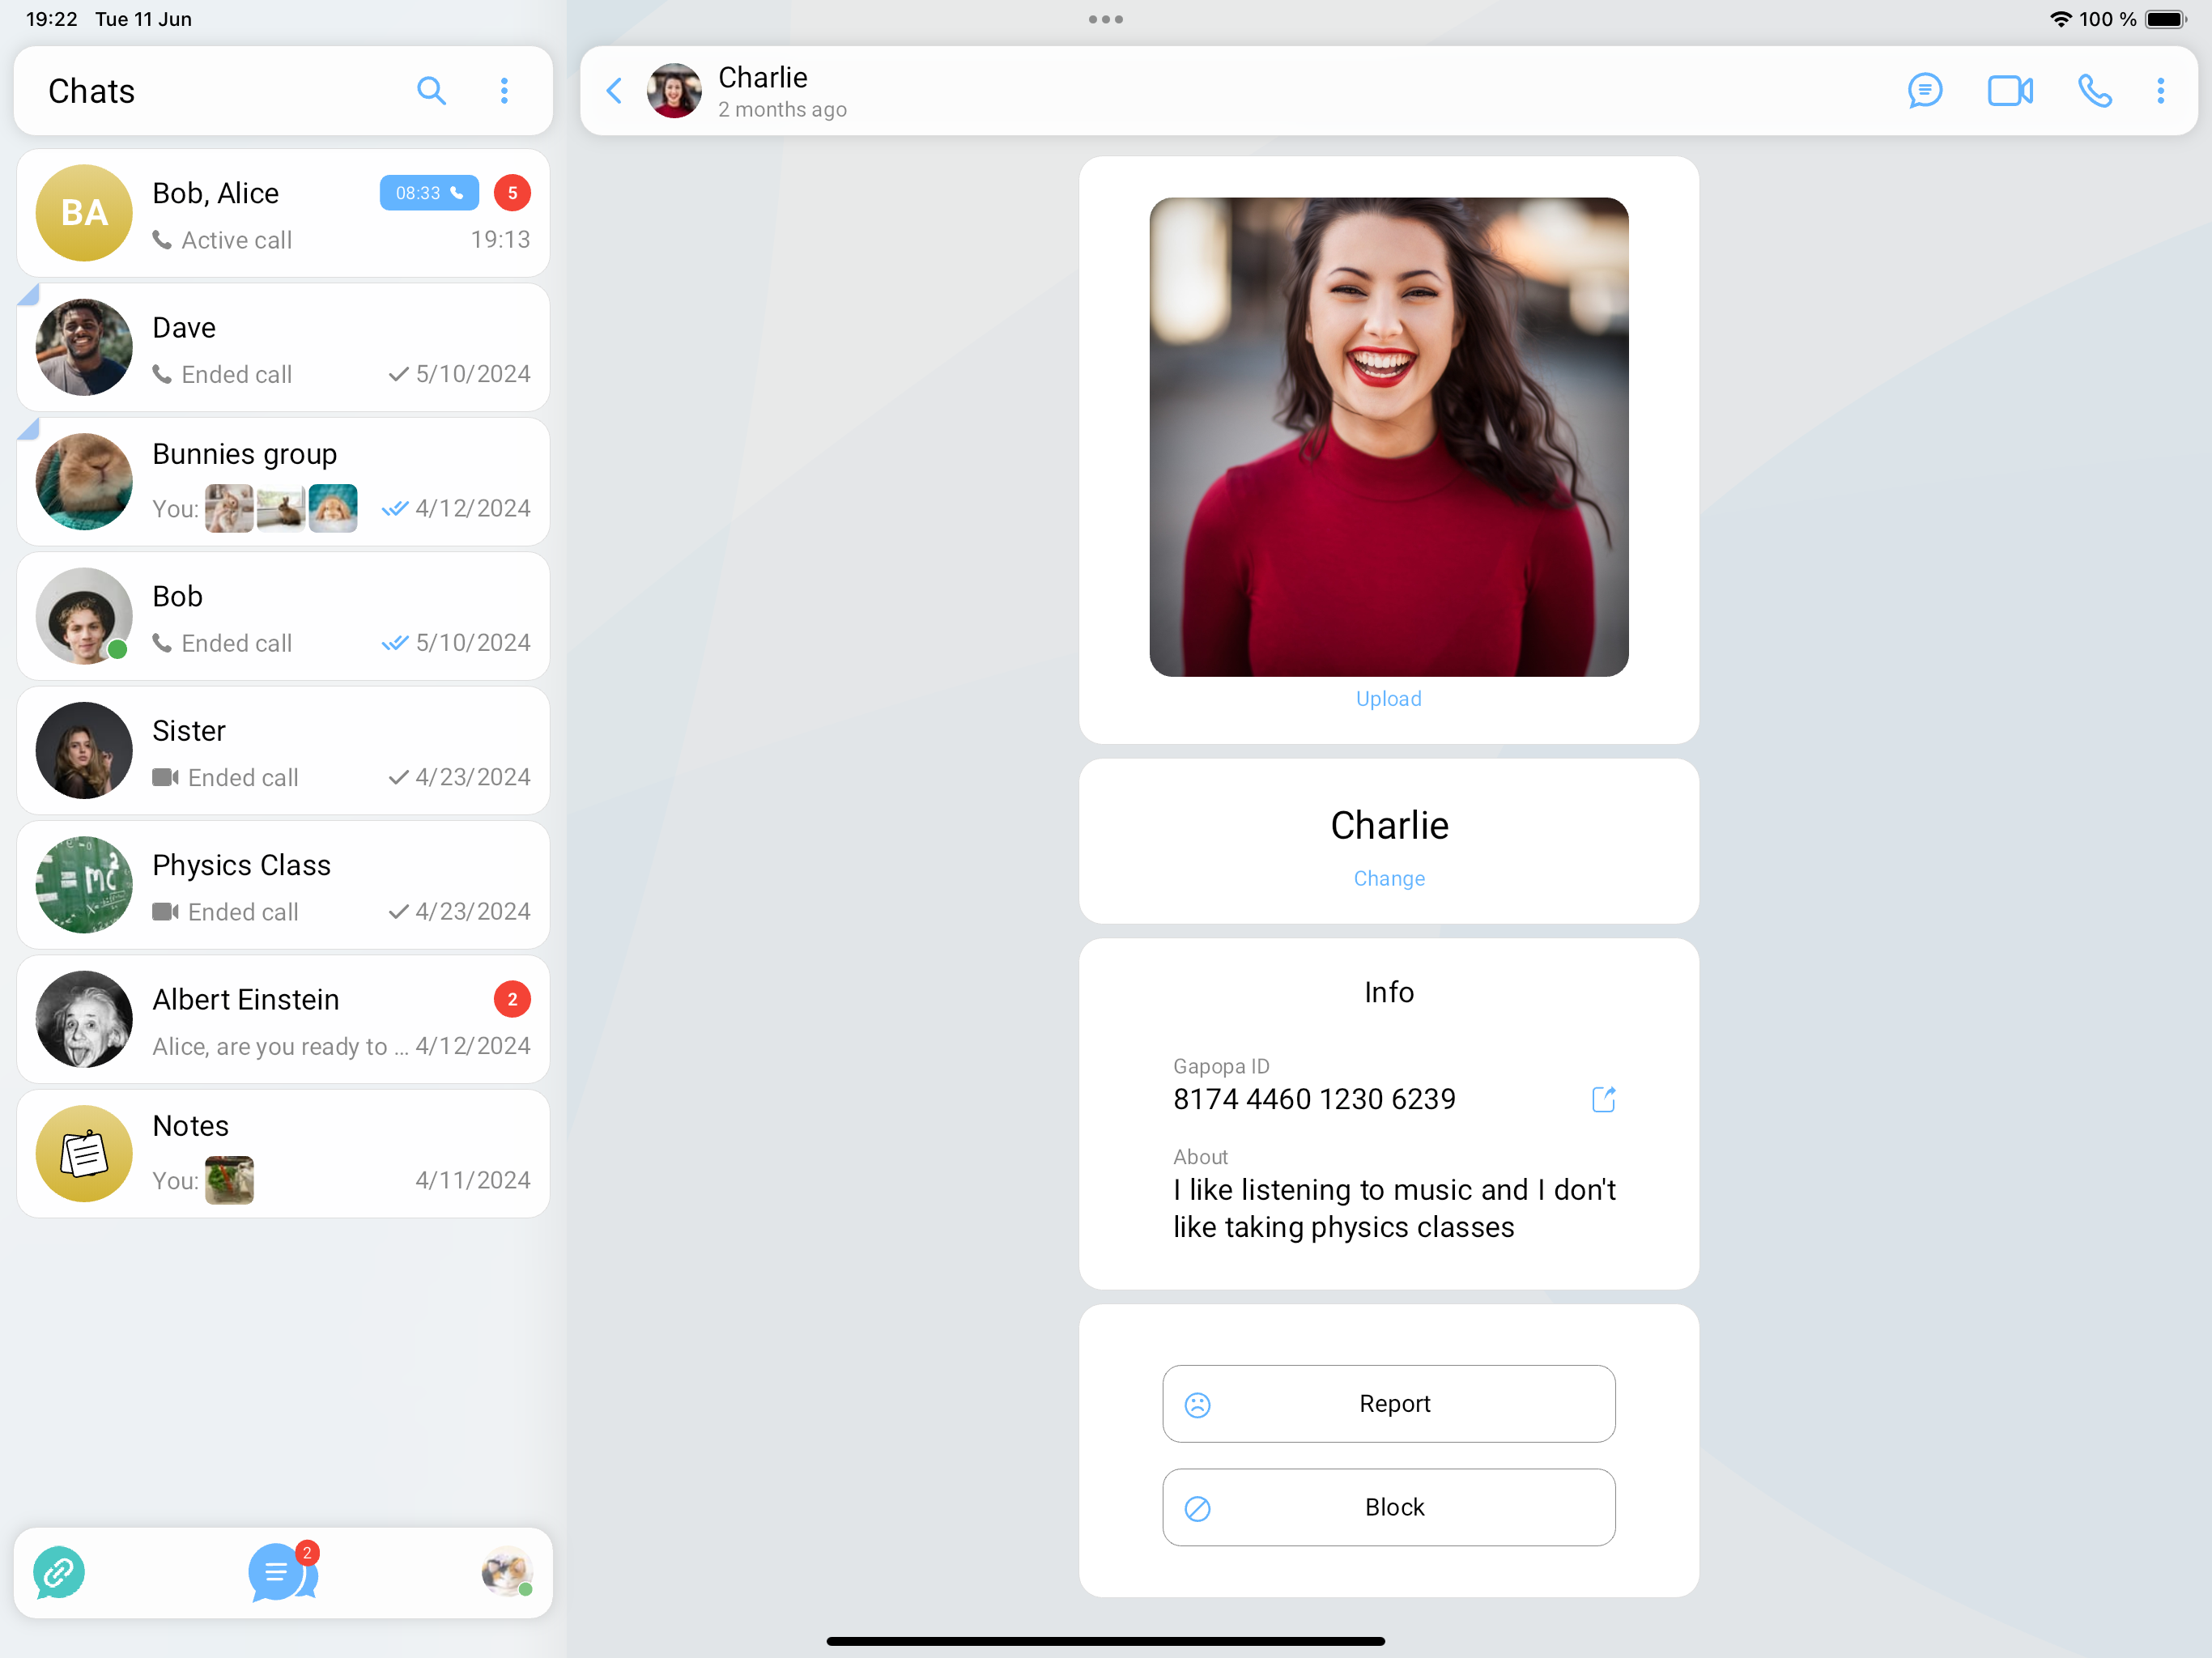 19:22 Tue 11 Jun
100 %
Chats
BA
Bob, Alice
08:33
5
Active call
19:13
Dave
Ended call
5/10/2024
Bunnies group
You:
4/12/2024
Bob
Ended call
5/10/2024
Sister
Ended call
4/23/2024
= mc²
Physics Class
Ended call
4/23/2024
Albert Einstein
2
Alice, are you ready to ...
4/12/2024
Notes
You:
4/11/2024
2
Charlie
2 months ago
Upload
Charlie
Change
Info
Gapopa ID
8174 4460 1230 6239
About
I like listening to music and I don't
like taking physics classes
Report
Block